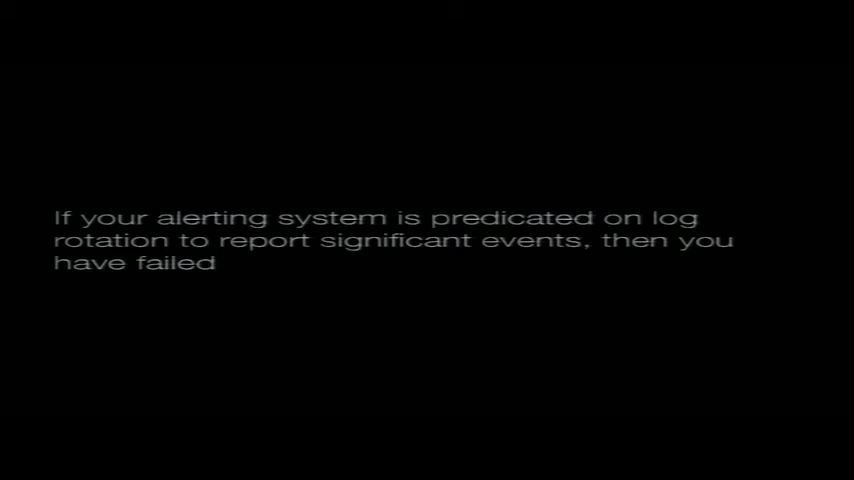 If your alerting system is predicated on log
rotation to report significant events, then you
have failed